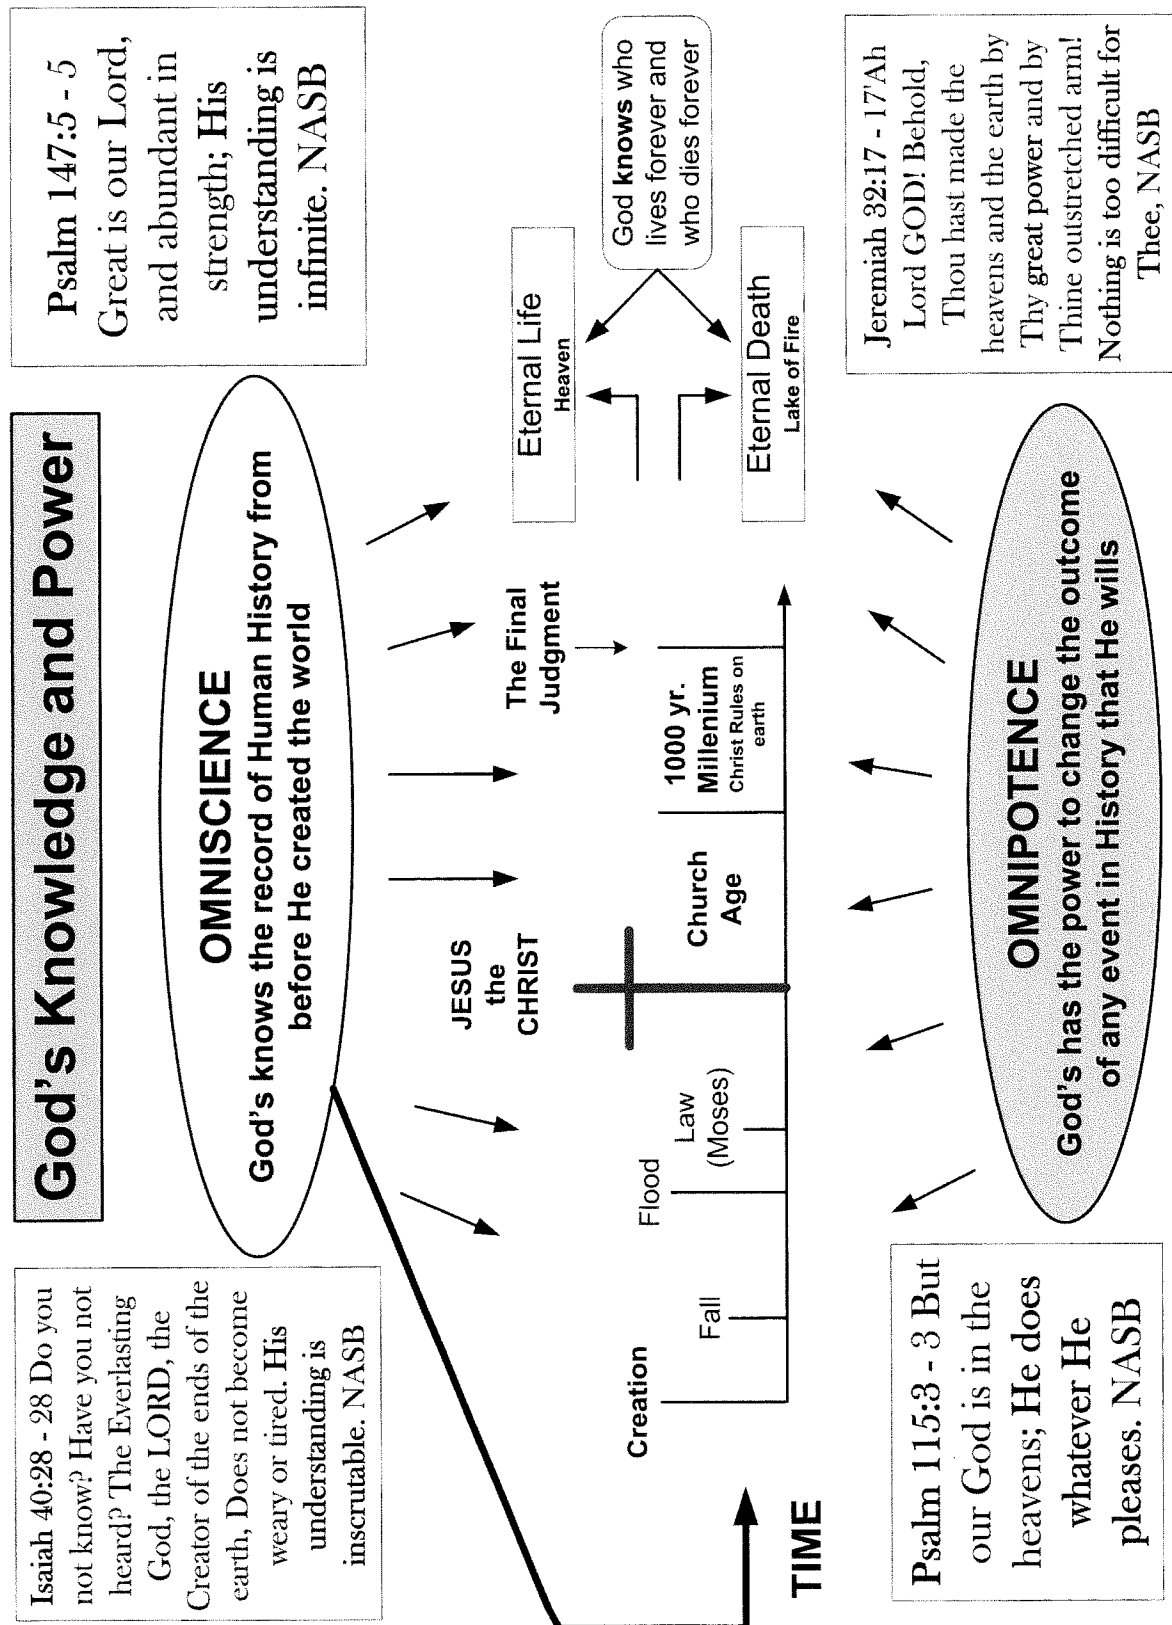 God's Knowledge and Power
Isaiah 40:28 - 28 Do you
not know? Have you not
heard? The Everlasting
God, the LORD, the
Creator of the ends of the
earth, Does not become
weary or tired. His
understanding is
inscrutable. NASB
OMNISCIENCE
God's knows the record of Human History from
before He created the world
Psalm 147:5 - 5
Great is our Lord,
and abundant in
strength; His
understanding is
infinite. NASB
JESUS
the
CHRIST
The Final
Judgment
Eternal Life
Heaven
God knows who
lives forever and
who dies forever
Creation
Fall
Flood
Law
(Moses)
Church
Age
1000 yr.
Millenium
Christ Rules on
earth
Eternal Death
Lake of Fire
TIME
Psalm 115:3 - 3 But
our God is in the
heavens; He does
whatever He
pleases. NASB
OMNIPOTENCE
God's has the power to change the outcome
of any event in History that He wills
Jeremiah 32:17 - 17'Ah
Lord GOD! Behold,
Thou hast made the
heavens and the earth by
Thy great power and by
Thine outstretched arm!
Nothing is too difficult for
Thee, NASB